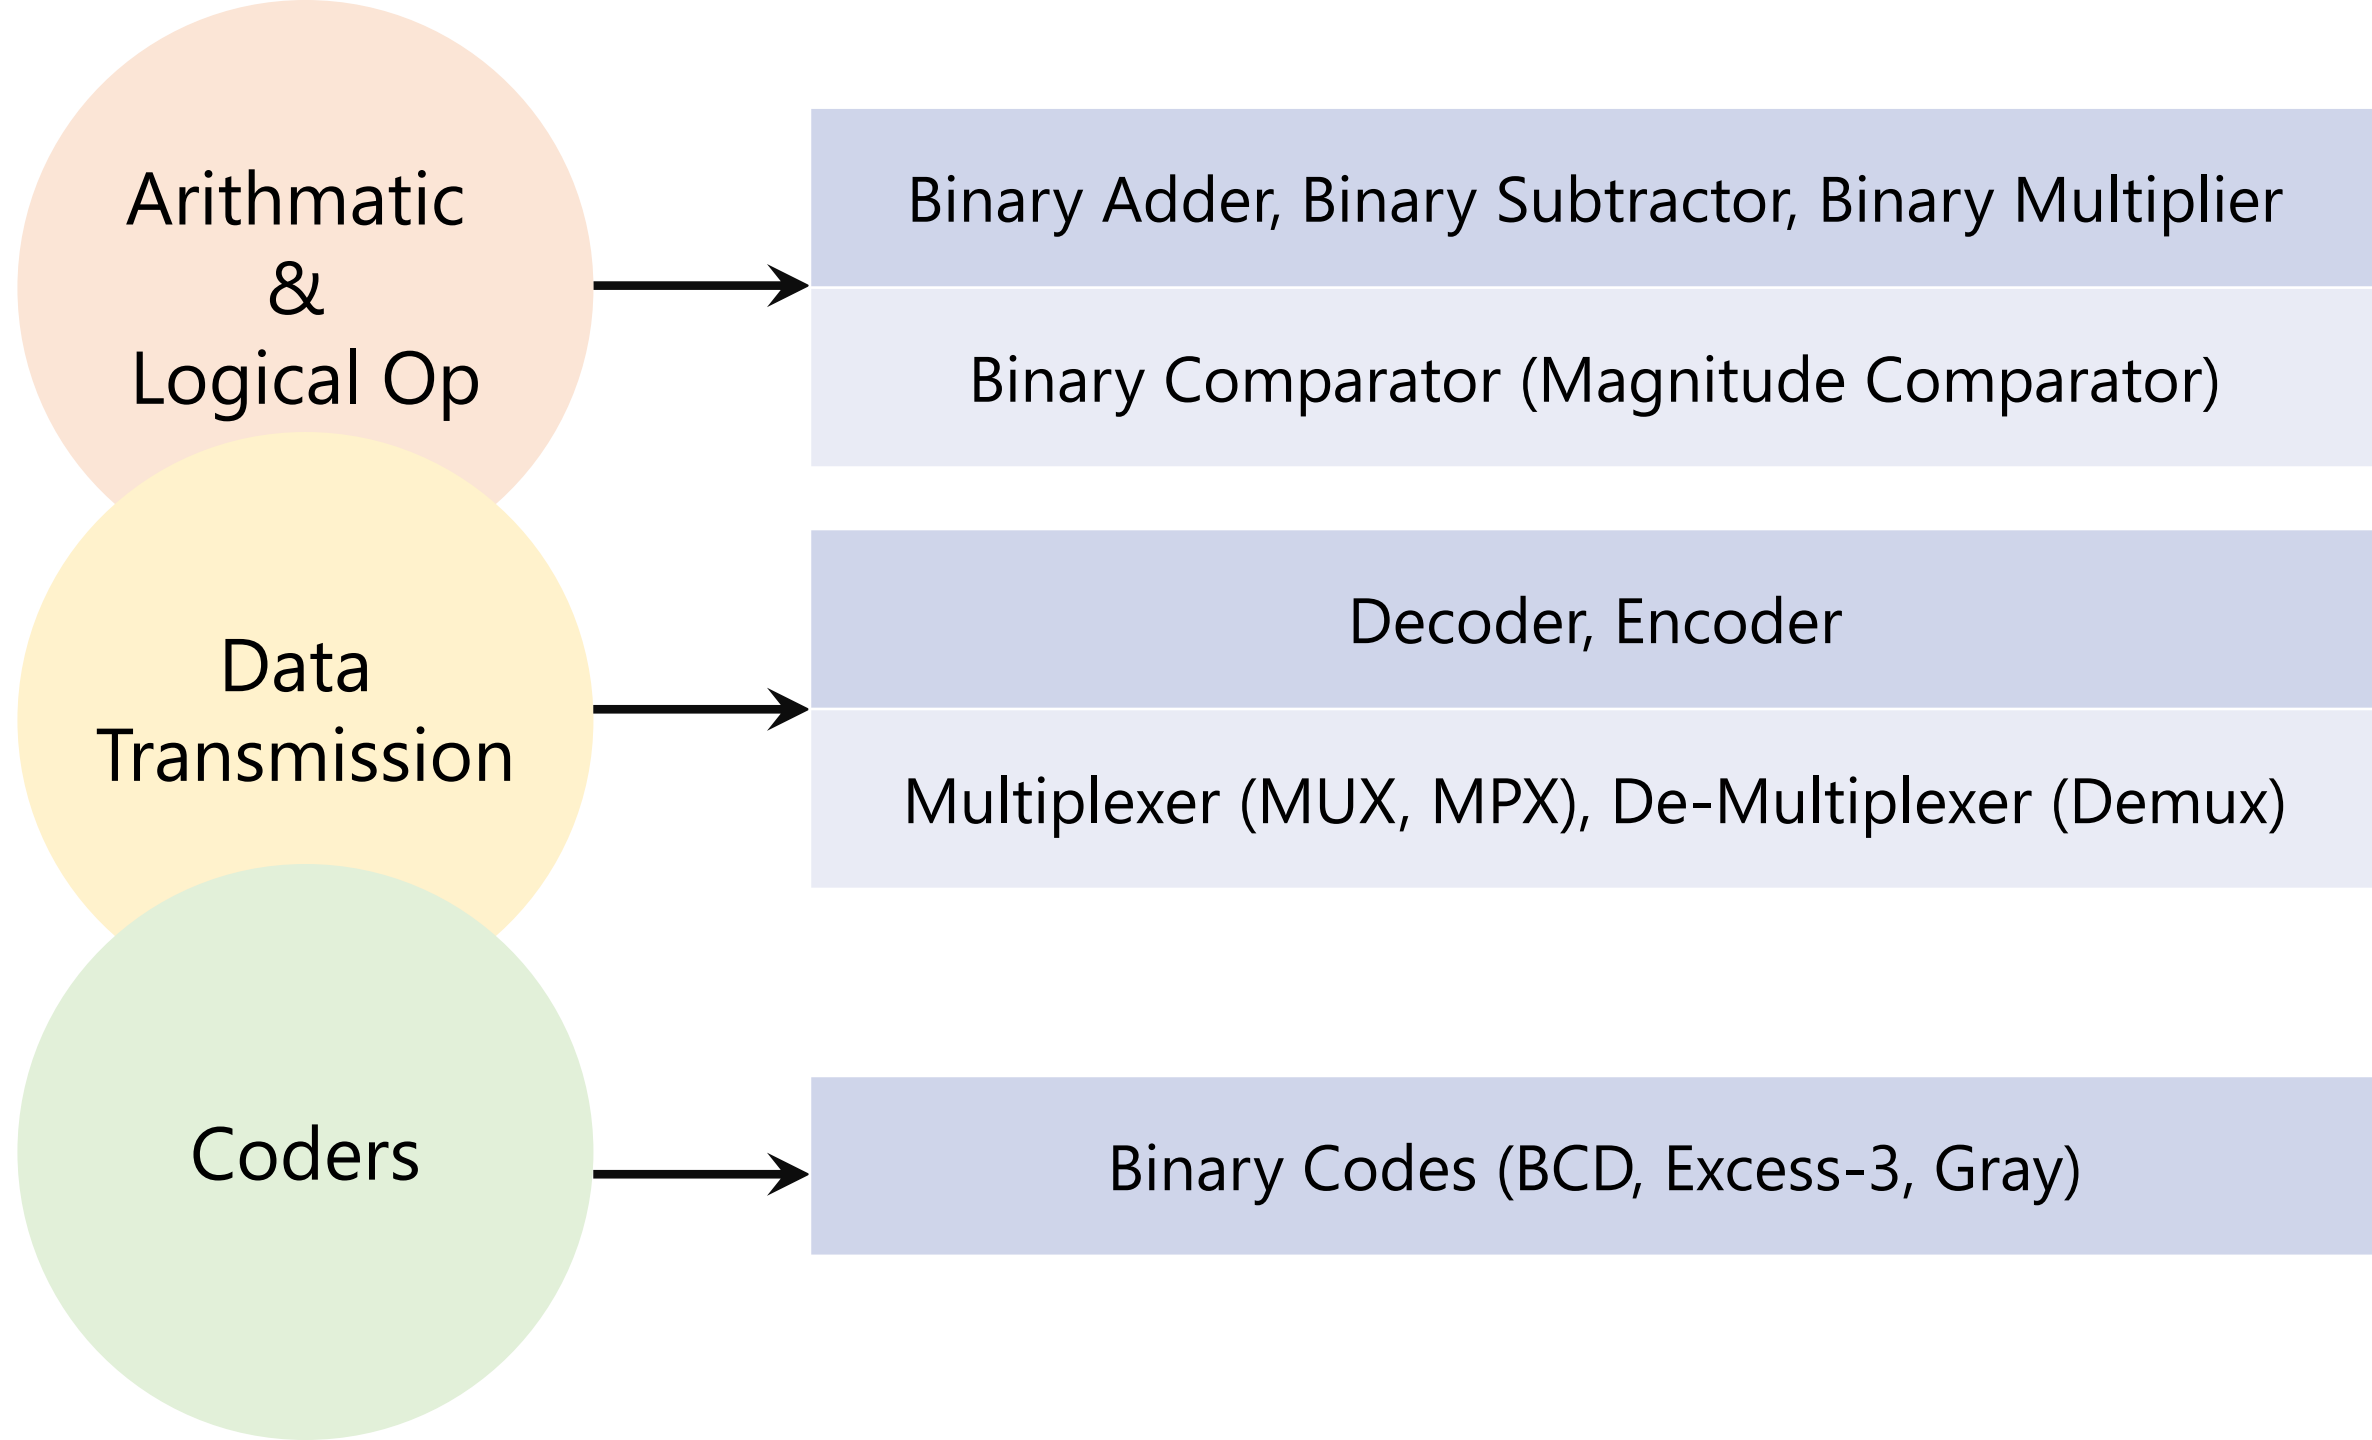 Arithmatic
&
Logical Op
Binary Adder, Binary Subtractor, Binary Multiplier
Binary Comparator (Magnitude Comparator)
Data
Transmission
Decoder, Encoder
Multiplexer (MUX, MPX), De-Multiplexer (Demux)
Coders
Binary Codes (BCD, Excess-3, Gray)